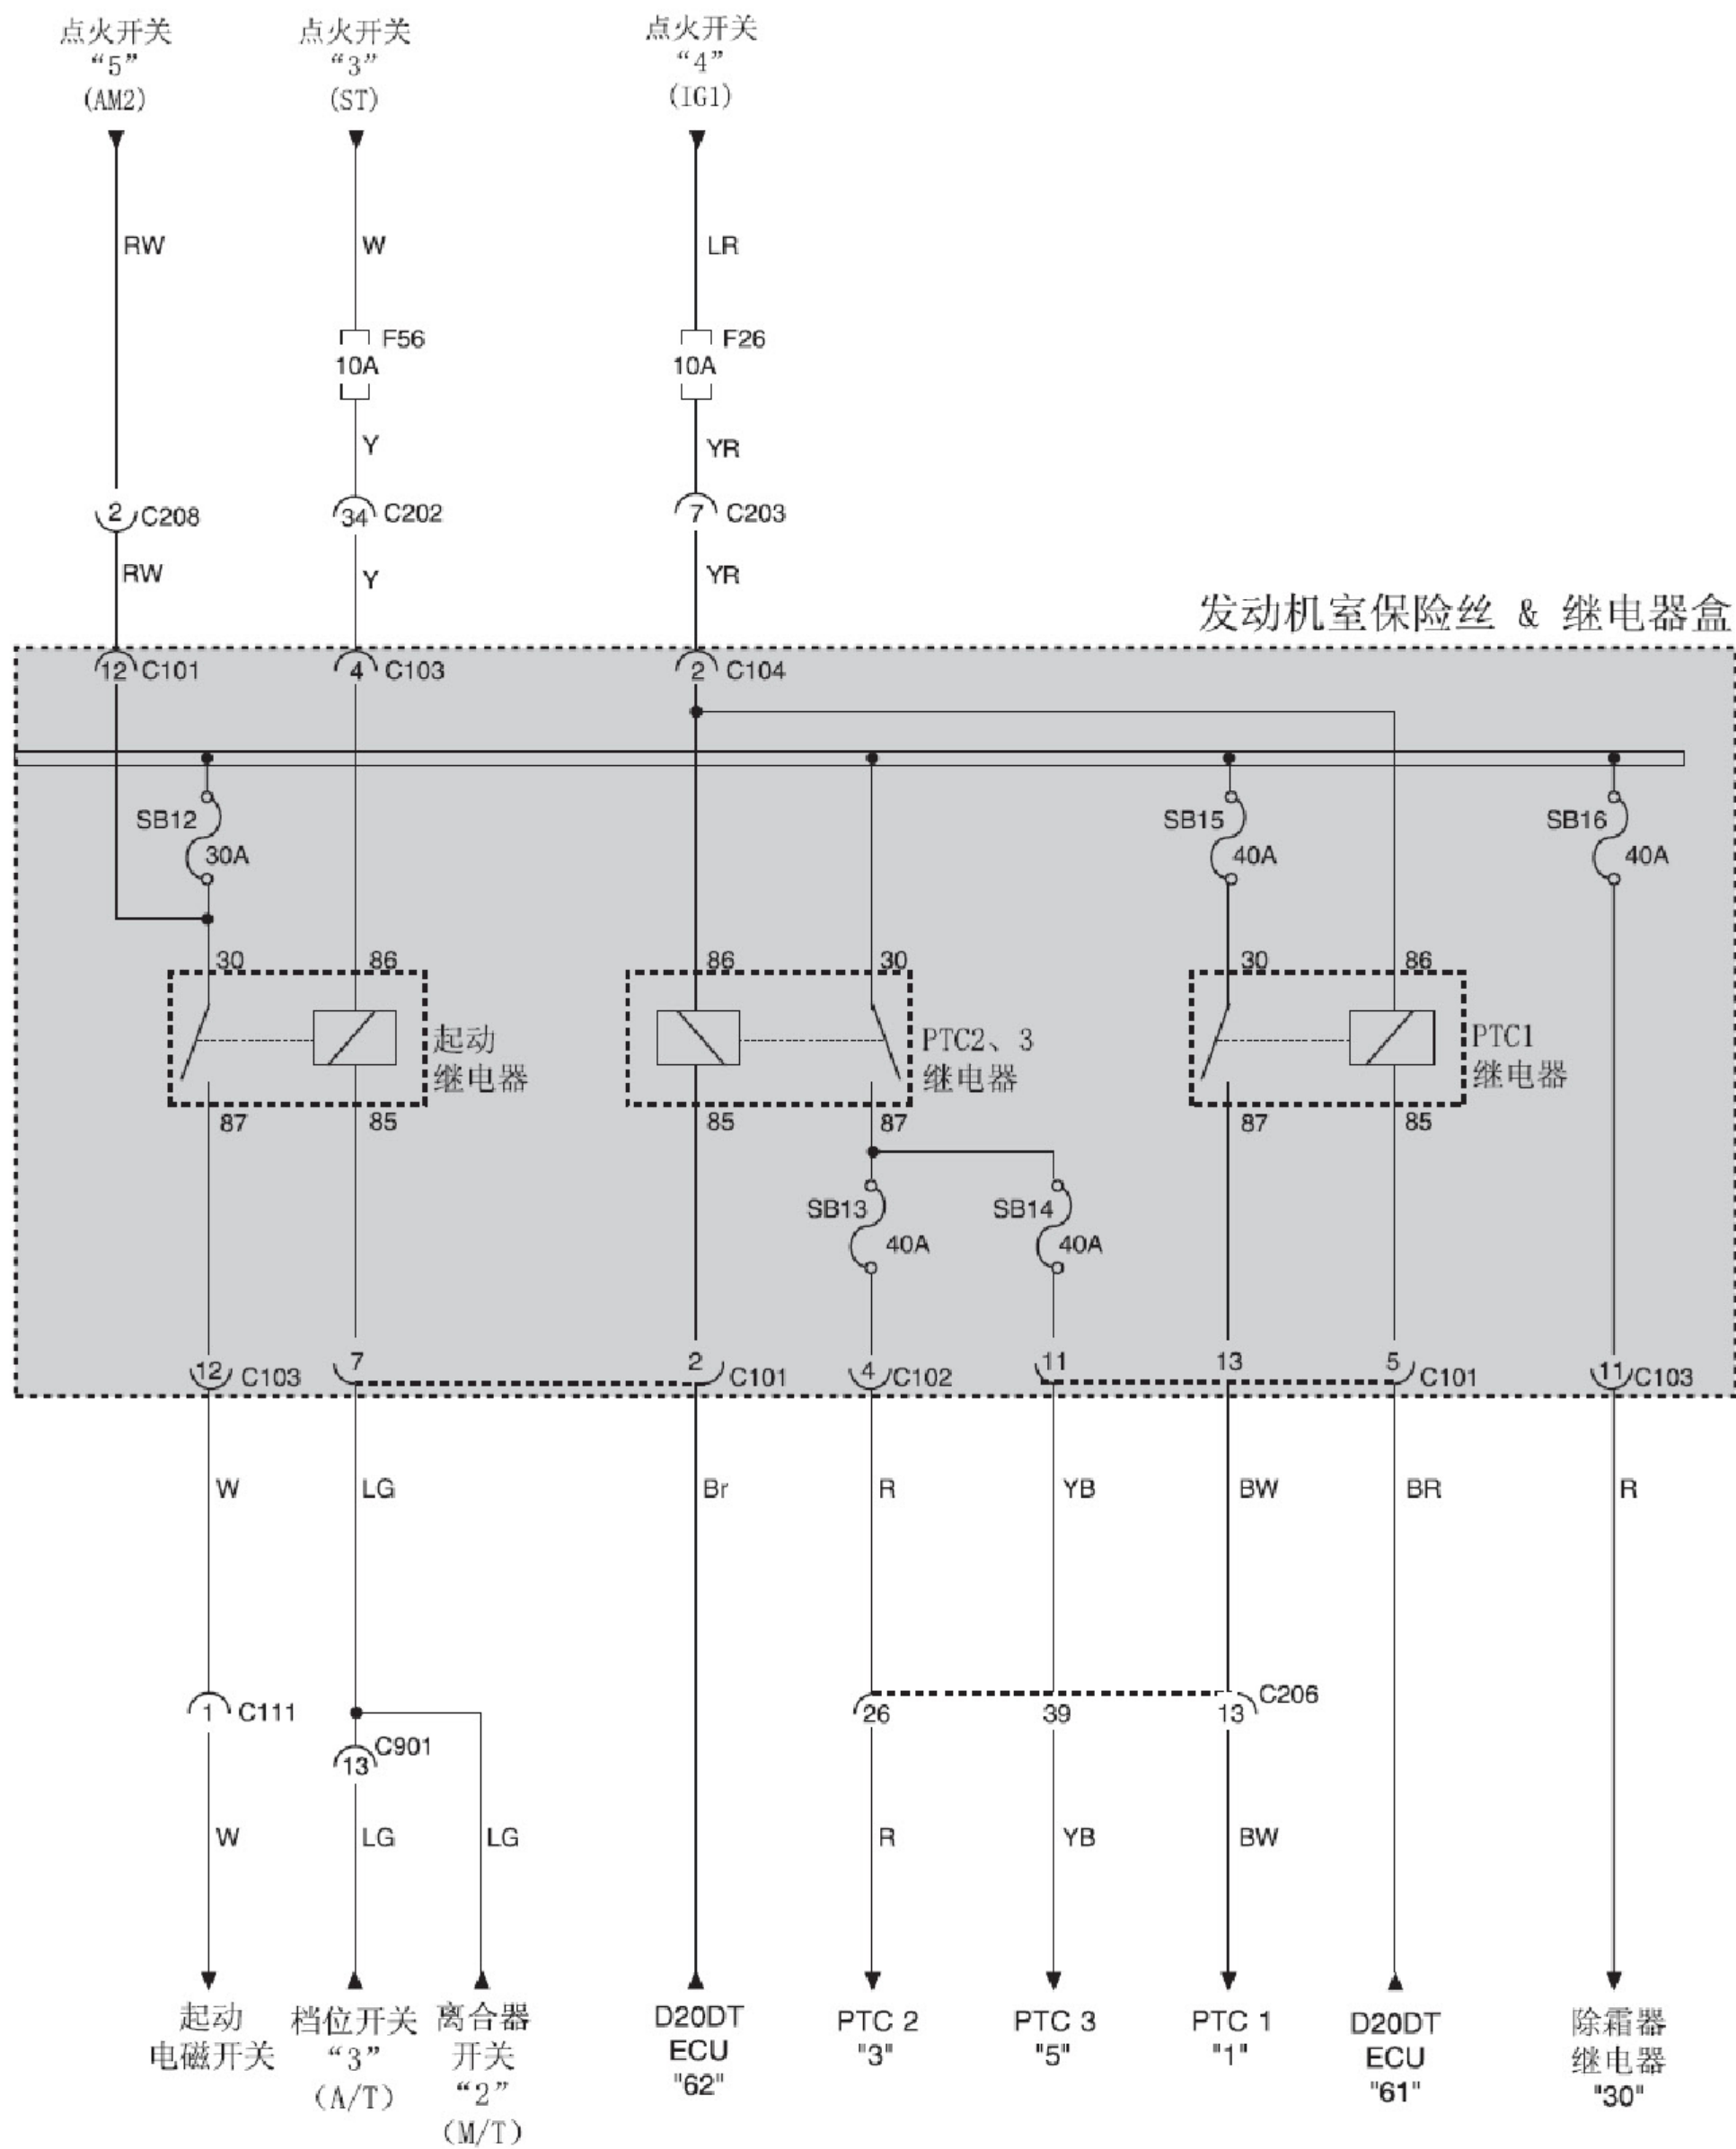 点火开关
“5”
(AM2)
点火开关
“3”
(ST)
点火开关
“4”
(IG1)
RW
W
LR
F56
10A
F26
10A
Y
YR
2
C208
34
C202
7
C203
RW
Y
YR
发动机室保险丝 & 继电器盒
12
C101
4
C103
2
C104
SB12
30A
SB15
40A
SB16
40A
30
86
86
30
30
86
起动
继电器
PTC2、3
继电器
PTC1
继电器
87
85
85
87
87
85
SB13
40A
SB14
40A
12
C103
7
2
C101
4
C102
11
13
5
C101
11
C103
W
LG
Br
R
YB
BW
BR
R
1
C111
C901
13
26
39
13
C206
W
LG
LG
R
YB
BW
起动
电磁开关
档位开关
“3”
(A/T)
离合器
开关
“2”
(M/T)
D20DT
ECU
"62"
PTC 2
"3"
PTC 3
"5"
PTC 1
"1"
D20DT
ECU
"61"
除霜器
继电器
"30"